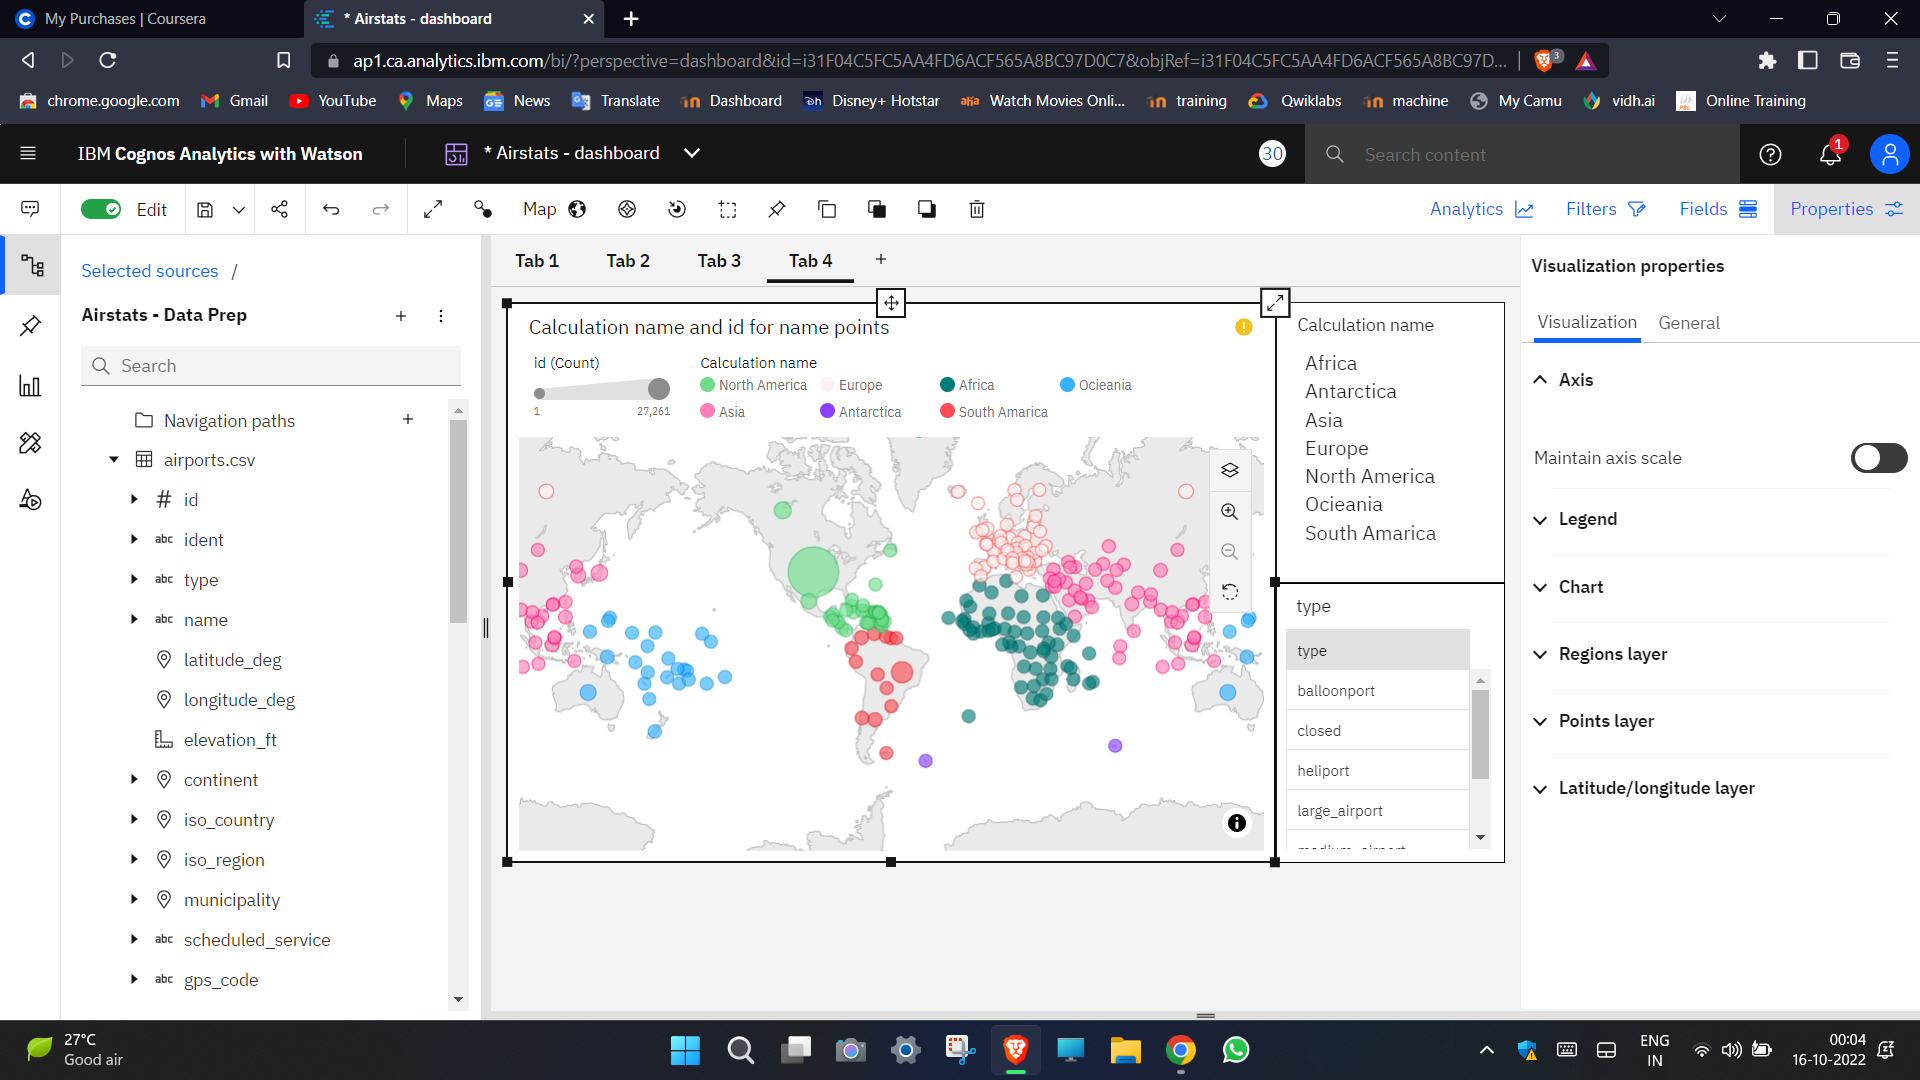 My Purchases | Coursera
* Airstats - dashboard
ap1.ca.analytics.ibm.com/bi/?perspective=dashboard&id=i31F04C5FC5AA4FD6ACF565A8BC97D0C7&objRef=i31F04C5FC5AA4FD6ACF565A8BC97D...
3
chrome.google.com
Gmail
YouTube
Maps
News
Translate
Dashboard
Disney+ Hotstar
Watch Movies Onli...
training
Qwiklabs
machine
My Camu
vidh.ai
Online Training
IBM Cognos Analytics with Watson
* Airstats - dashboard
30
Search content
1
Edit
Map
Analytics
Filters
Fields
Properties
Selected sources /
Airstats - Data Prep
Search
Navigation paths
airports.csv
# id
abc ident
abc type
abc name
latitude_deg
longitude_deg
elevation_ft
continent
iso_country
iso_region
municipality
abc scheduled_service
abc gps_code
Tab 1
Tab 2
Tab 3
Tab 4
Calculation name and id for name points
id (Count)
1
27,261
Calculation name
North America
Europe
Africa
Ocieania
Asia
Antarctica
South Amarica
Calculation name
Africa
Antarctica
Asia
Europe
North America
Ocieania
South Amarica
type
type
balloonport
closed
heliport
large_airport
Visualization properties
Visualization
General
Axis
Maintain axis scale
Legend
Chart
Regions layer
Points layer
Latitude/longitude layer
27°C
Good air
ENG
IN
00:04
16-10-2022